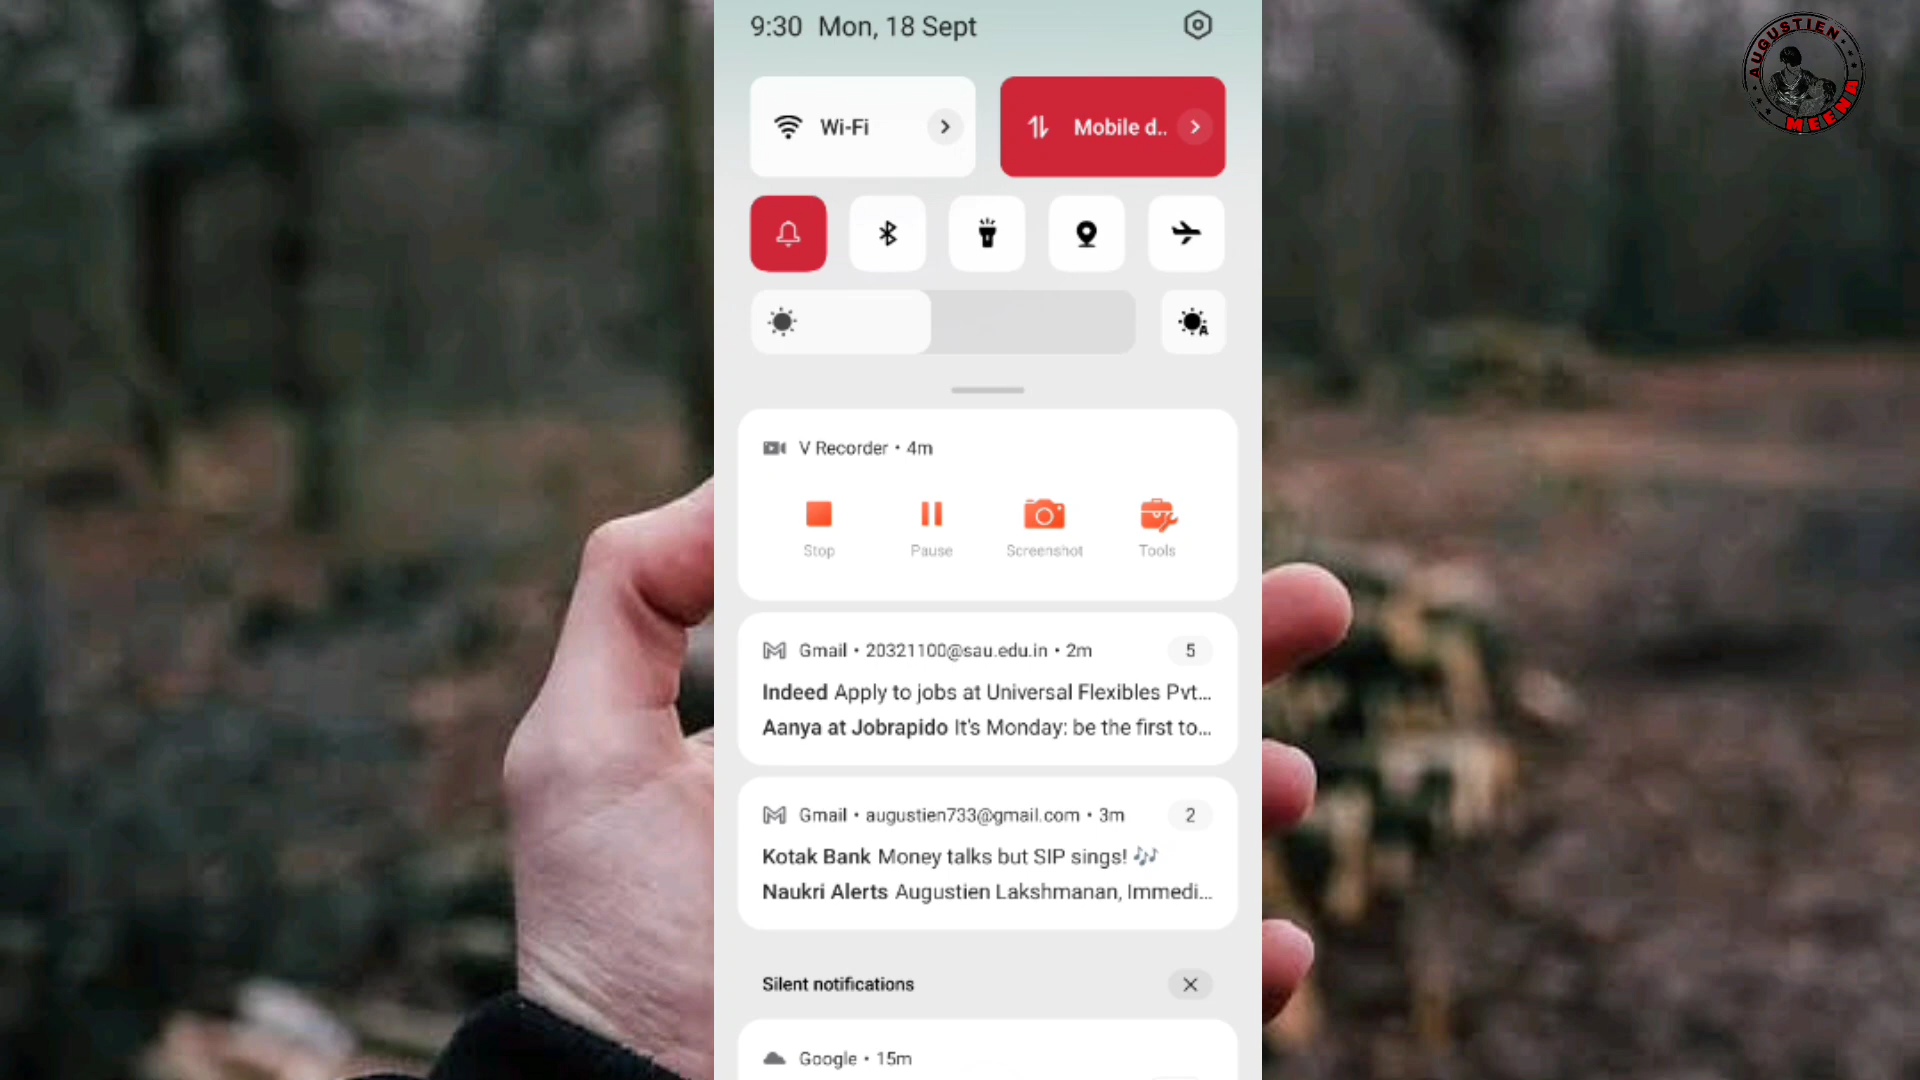 9:30 Mon, 18 Sept
AUGUSTIEN
MEENA
Wi-Fi
Mobile d..
V Recorder • 4m
Stop
Pause
Screenshot
Tools
Gmail • 20321100@sau.edu.in • 2m
5
Indeed Apply to jobs at Universal Flexibles Pvt...
Aanya at Jobrapido It's Monday: be the first to...
Gmail • augustien733@gmail.com • 3m
2
Kotak Bank Money talks but SIP sings! 🎶
Naukri Alerts Augustien Lakshmanan, Immedi...
Silent notifications
Google • 15m